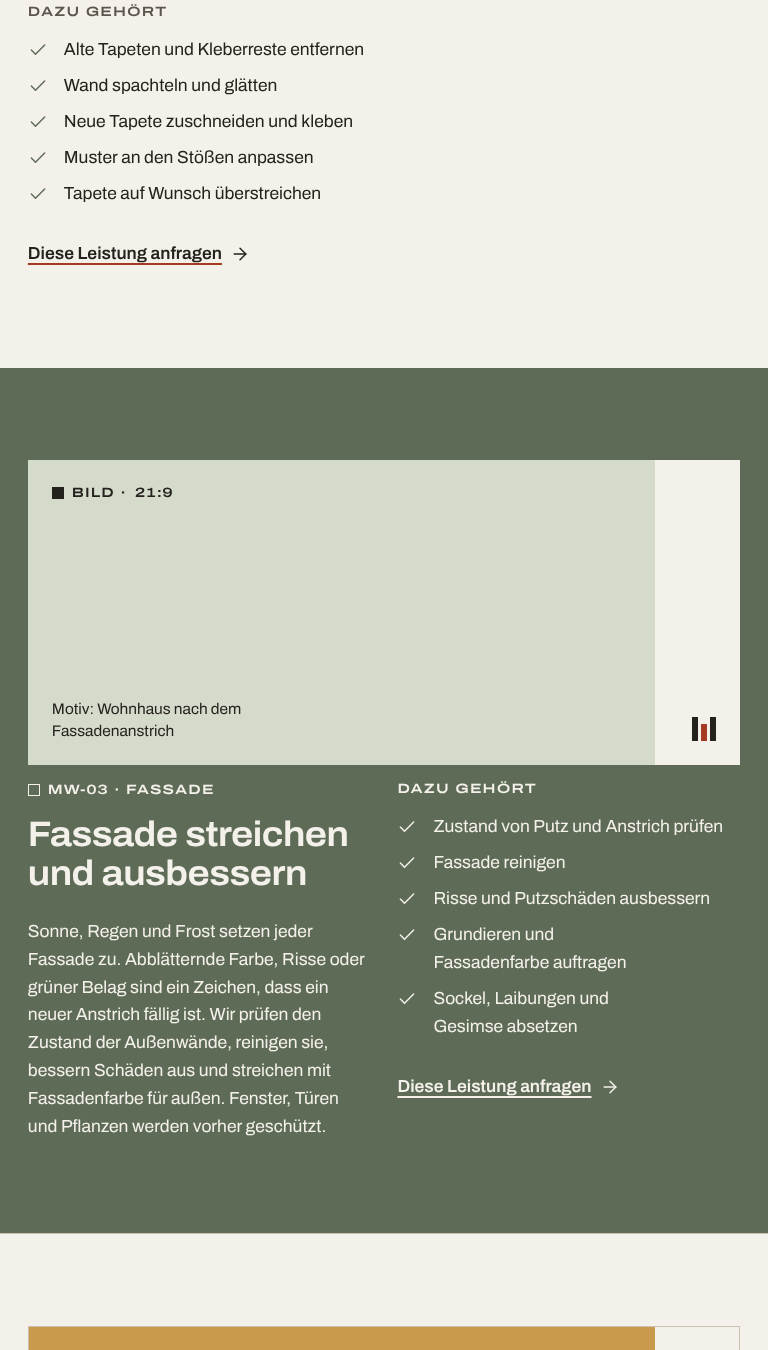 DAZU GEHÖRT
Alte Tapeten und Kleberreste entfernen
Wand spachteln und glätten
Neue Tapete zuschneiden und kleben
Muster an den Stößen anpassen
Tapete auf Wunsch überstreichen
Diese Leistung anfragen
BILD · 21:9
Motiv: Wohnhaus nach dem
Fassadenanstrich
MW-03 · FASSADE
Fassade streichen
und ausbessern
Sonne, Regen und Frost setzen jeder
Fassade zu. Abblätternde Farbe, Risse oder
grüner Belag sind ein Zeichen, dass ein
neuer Anstrich fällig ist. Wir prüfen den
Zustand der Außenwände, reinigen sie,
bessern Schäden aus und streichen mit
Fassadenfarbe für außen. Fenster, Türen
und Pflanzen werden vorher geschützt.
DAZU GEHÖRT
Zustand von Putz und Anstrich prüfen
Fassade reinigen
Risse und Putzschäden ausbessern
Grundieren und
Fassadenfarbe auftragen
Sockel, Laibungen und
Gesimse absetzen
Diese Leistung anfragen